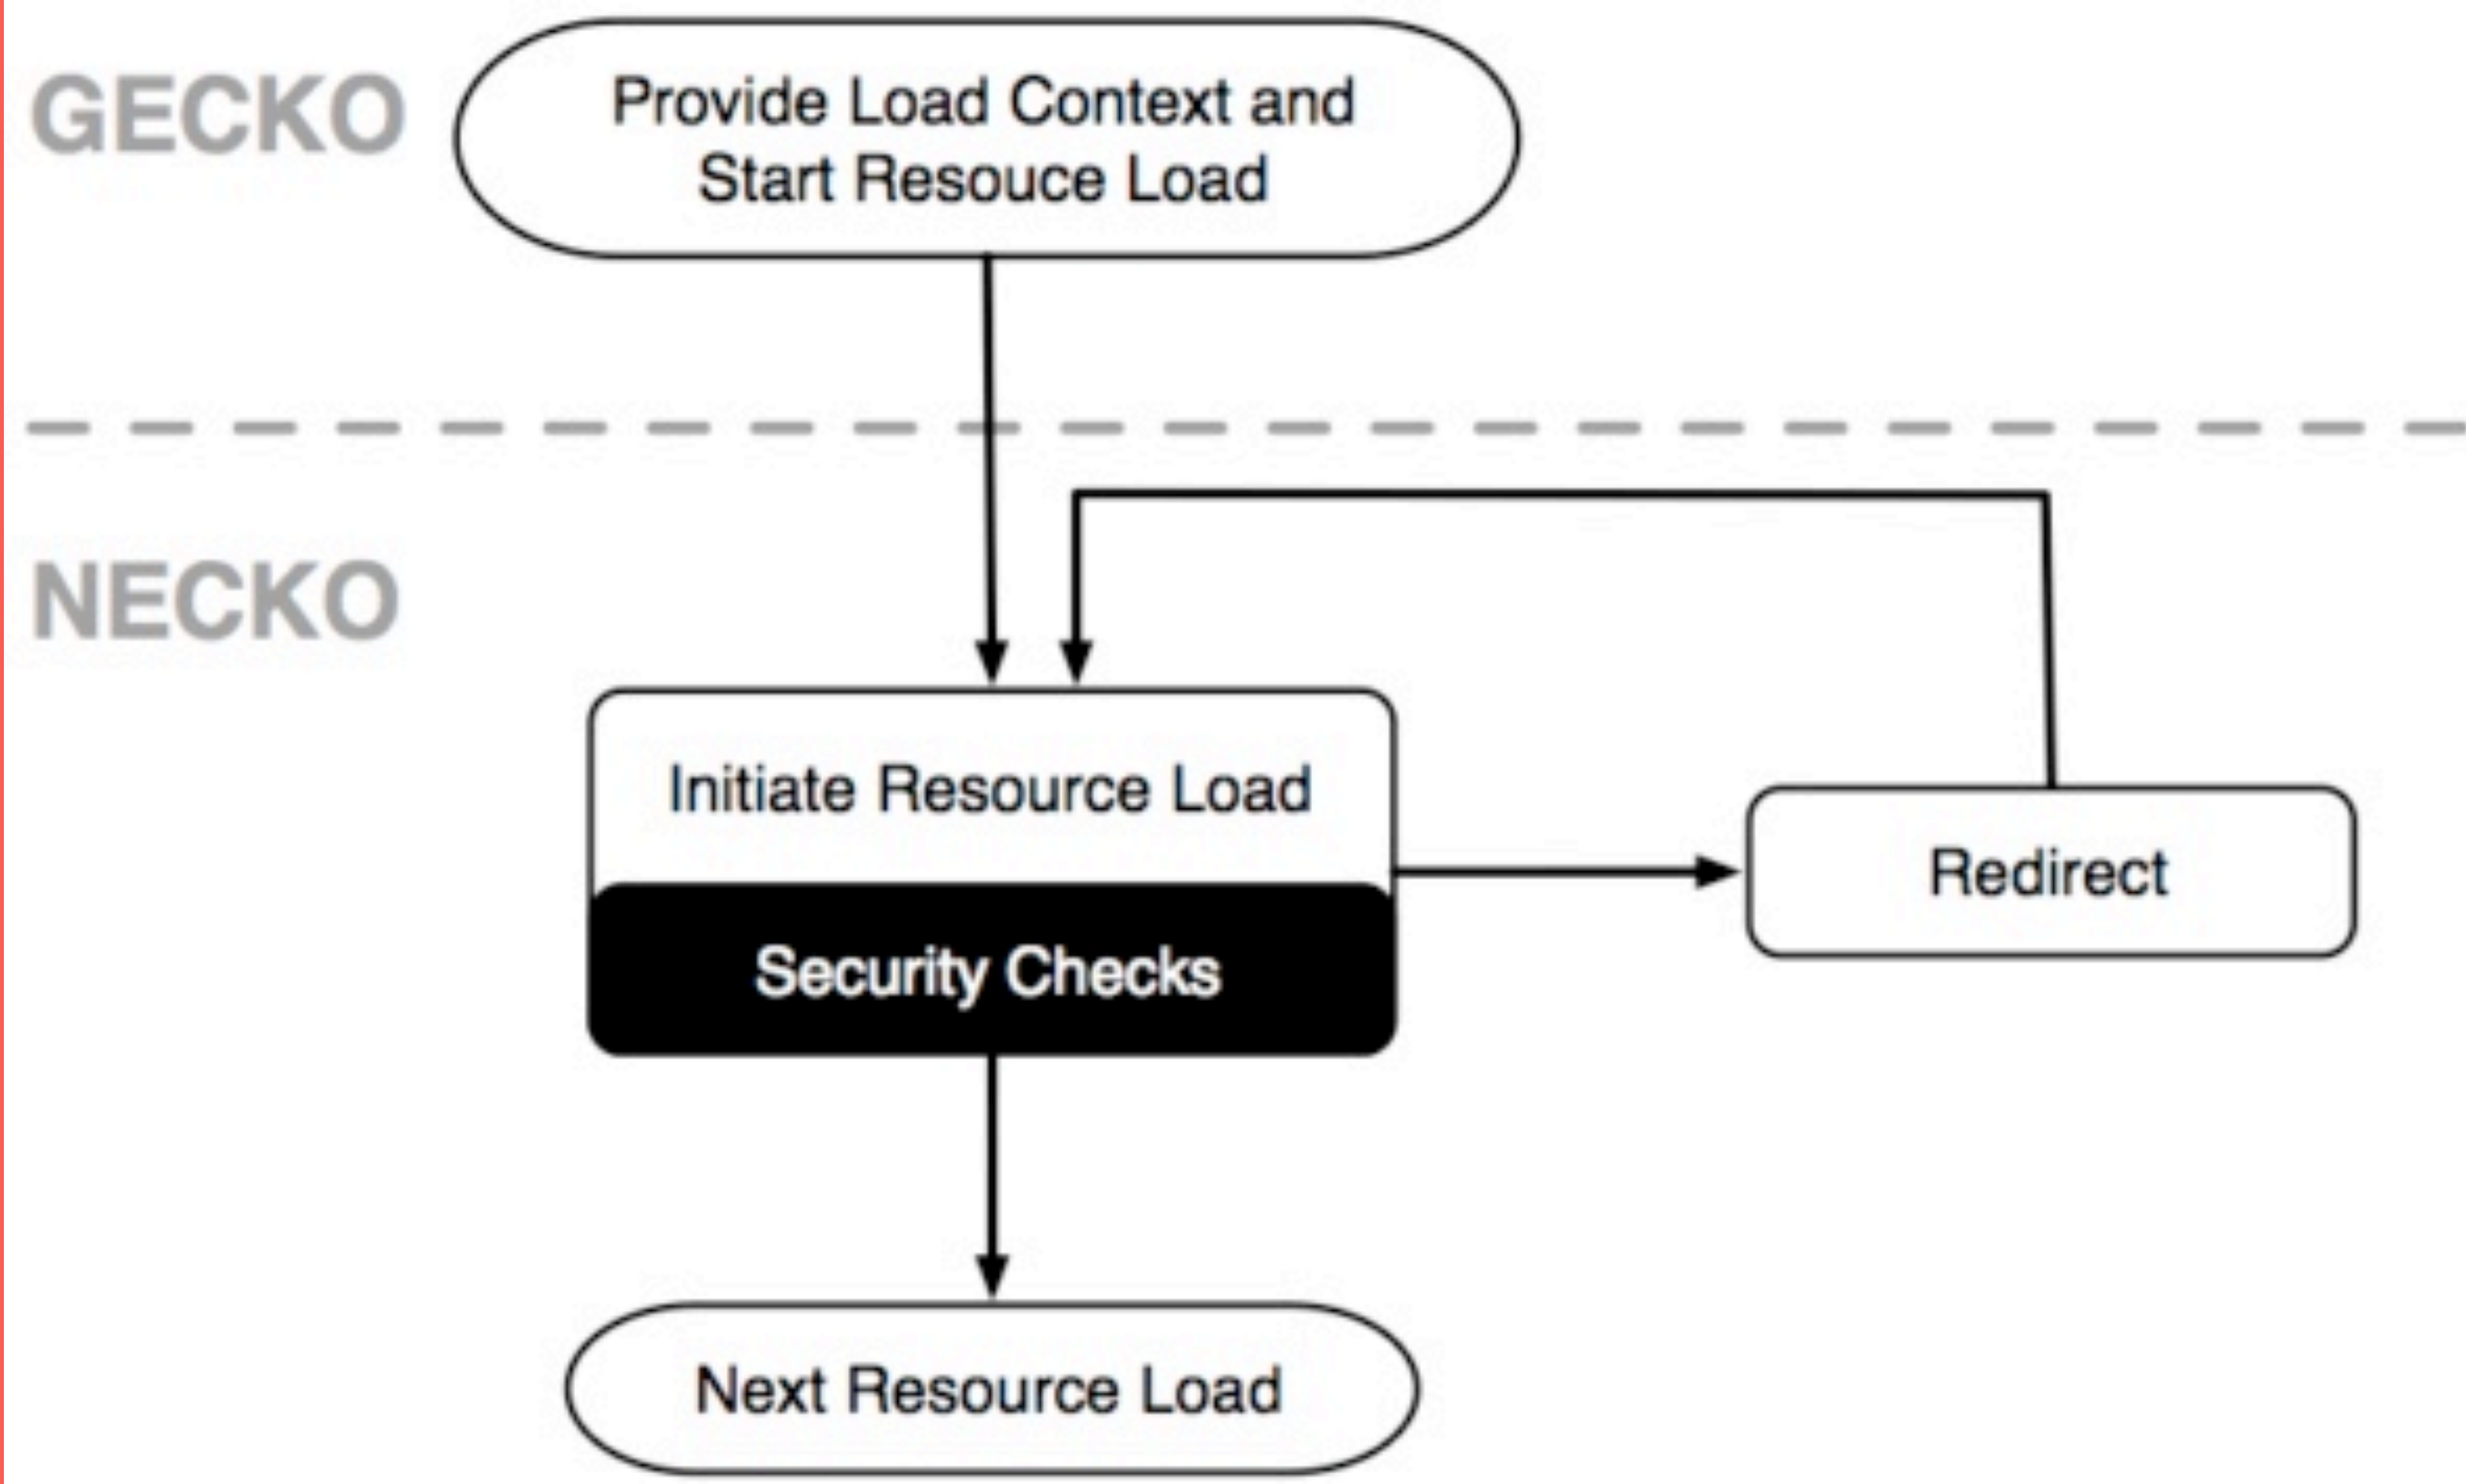 GECKO
Provide Load Context and
Start Resouce Load
NECKO
Initiate Resource Load
Security Checks
Redirect
Next Resource Load